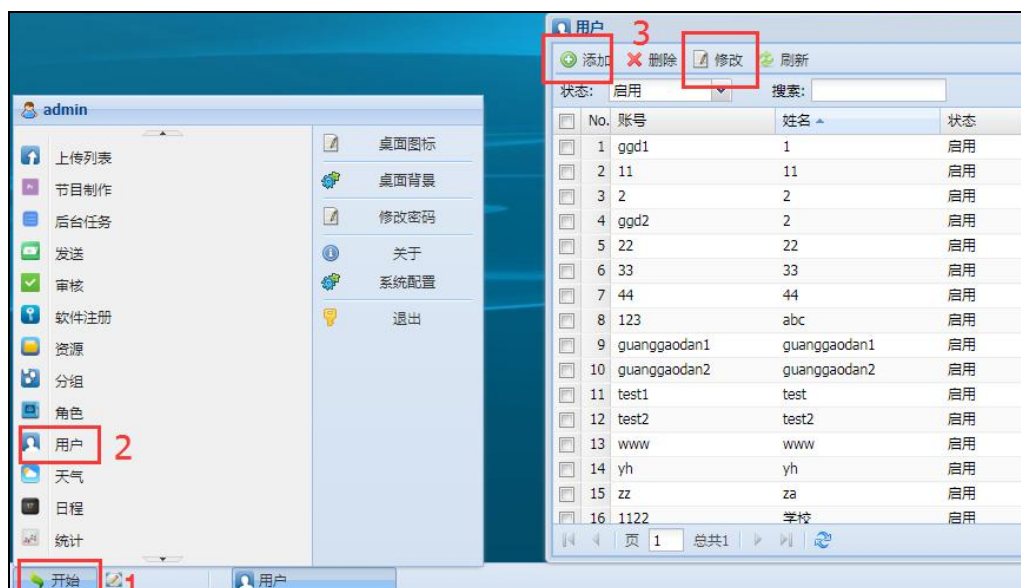 用户
3
添加 删除 修改 刷新
状态: 启用 搜索:
No. 账号 姓名 状态
1 ggd1 1 启用
2 11 11 启用
3 2 2 启用
4 ggd2 2 启用
5 22 22 启用
6 33 33 启用
7 44 44 启用
8 123 abc 启用
9 guanggaodan1 guanggaodan1 启用
10 guanggaodan2 guanggaodan2 启用
11 test1 test 启用
12 test2 test2 启用
13 www www 启用
14 yh yh 启用
15 zz za 启用
16 1122 学校 启用
页 1 总共1
admin
上传列表
节目制作
后台任务
发送
审核
软件注册
资源
分组
角色
用户 2
天气
日程
统计
桌面图标
桌面背景
修改密码
关于
系统配置
退出
开始 1 用户